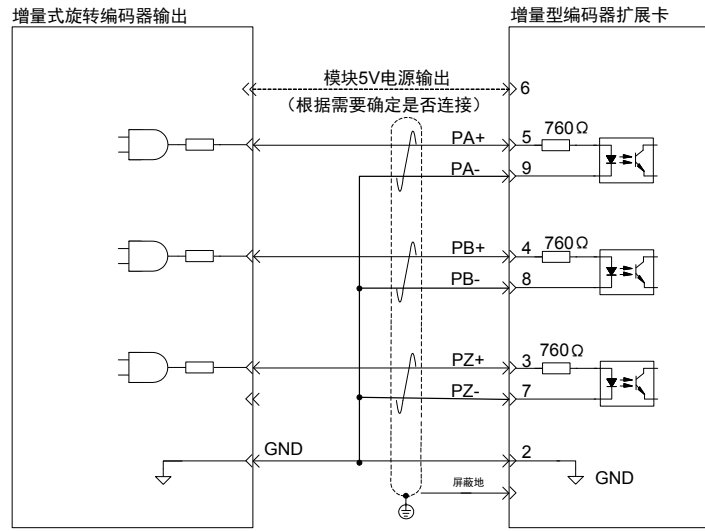 增量式旋转编码器输出
增量型编码器扩展卡
模块5V电源输出
6
（根据需要确定是否连接）
PA+
5
760Ω
PA-
9
PB+
4
760Ω
PB-
8
PZ+
3
760Ω
PZ-
7
GND
2
GND
屏蔽地